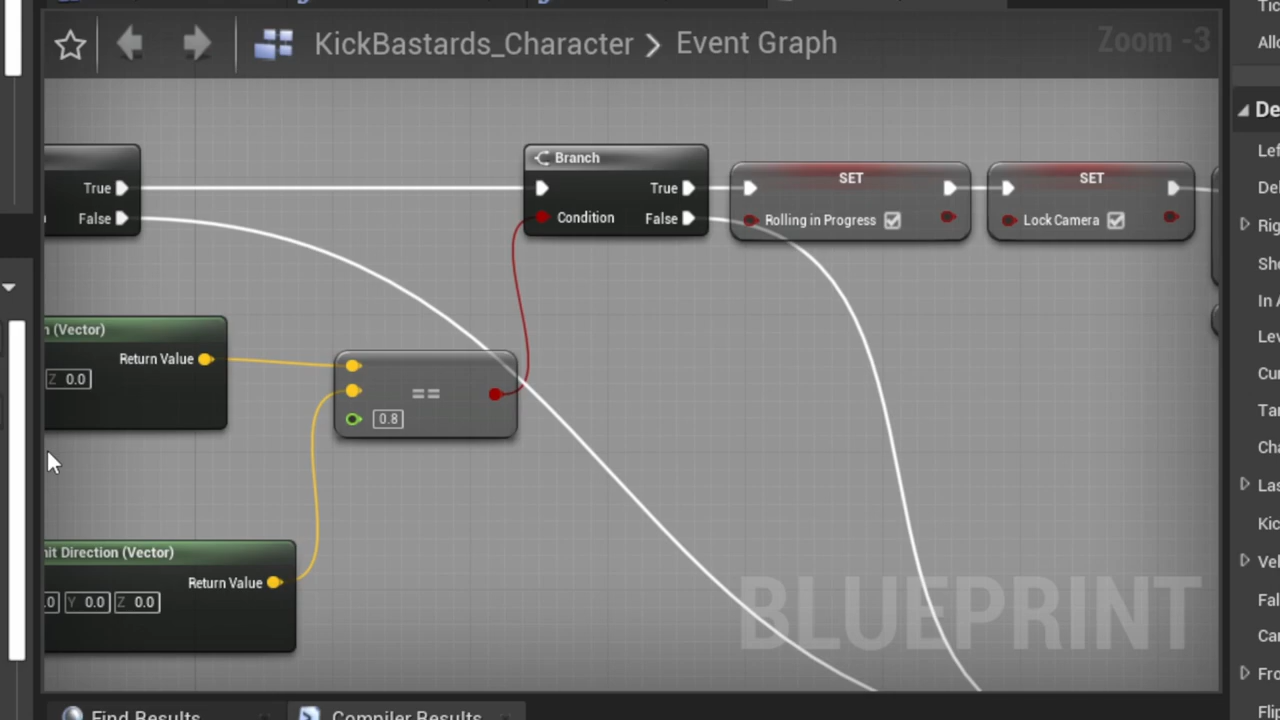 KickBastards_Character > Event Graph
Zoom -3
True
False
Branch
True
Condition
False
SET
Rolling in Progress
SET
Lock Camera
(Vector)
Return Value
Z 0.0
==
0.8
Direction (Vector)
Return Value
Y 0.0 Z 0.0
BLUEPRINT
Find Results
Compiler Results